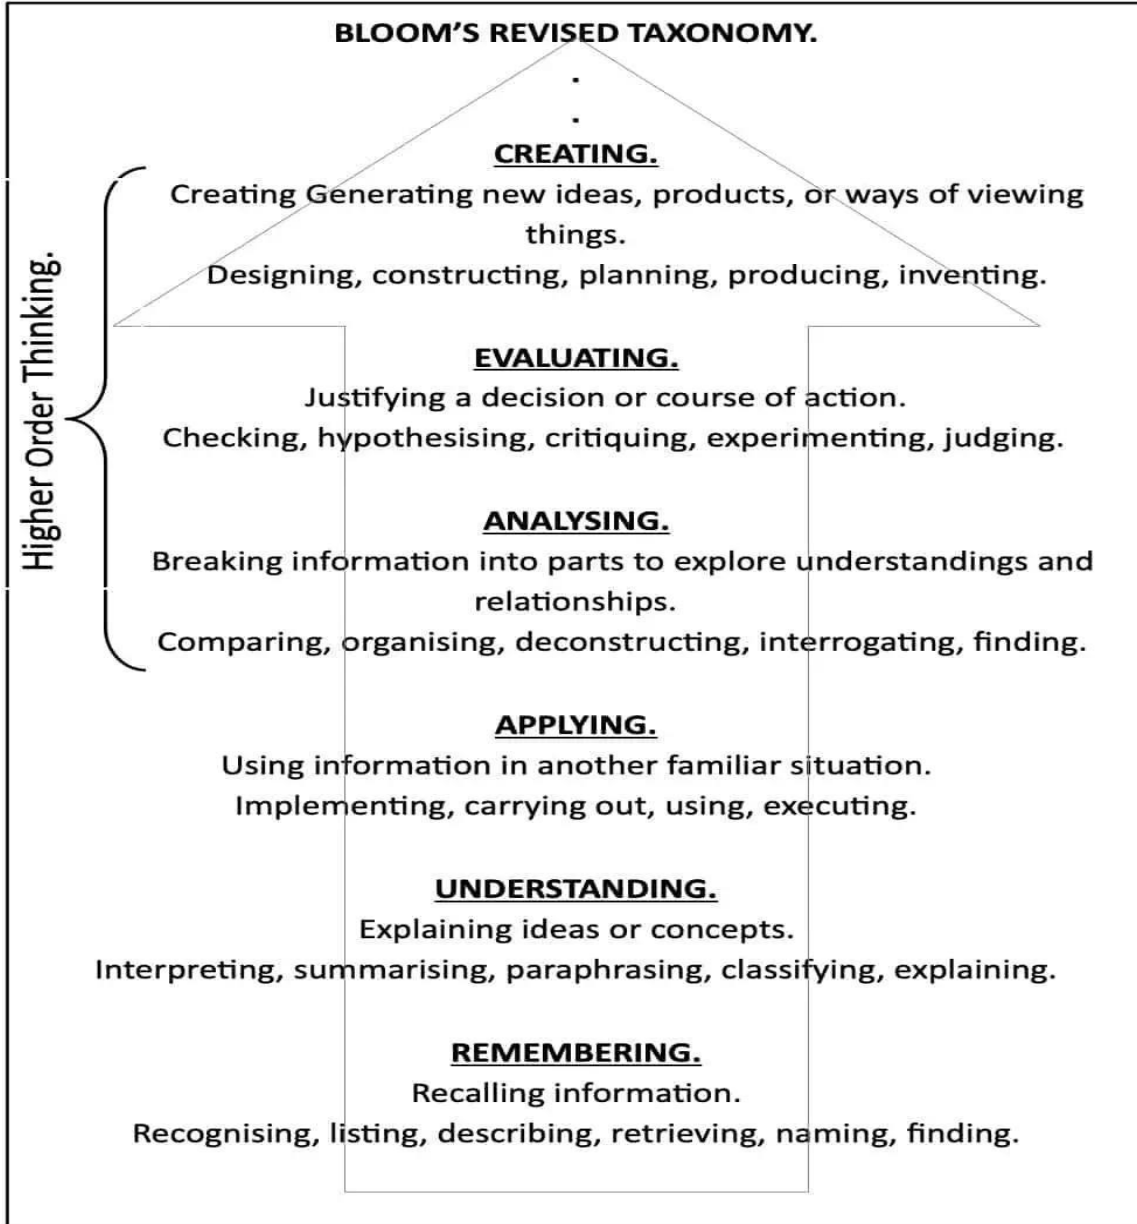 BLOOM’S REVISED TAXONOMY.
.
.
CREATING.
Creating Generating new ideas, products, or ways of viewing
things.
Designing, constructing, planning, producing, inventing.
EVALUATING.
Justifying a decision or course of action.
Checking, hypothesising, critiquing, experimenting, judging.
ANALYSING.
Breaking information into parts to explore understandings and
relationships.
Comparing, organising, deconstructing, interrogating, finding.
APPLYING.
Using information in another familiar situation.
Implementing, carrying out, using, executing.
UNDERSTANDING.
Explaining ideas or concepts.
Interpreting, summarising, paraphrasing, classifying, explaining.
REMEMBERING.
Recalling information.
Recognising, listing, describing, retrieving, naming, finding.
Higher Order Thinking.